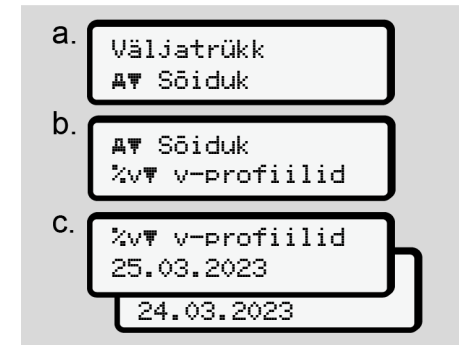 a.
Väljatrükk
A▼ Sõiduk
b.
A▼ Sõiduk
%v▼ v-profiilid
c.
%v▼ v-profiilid
25.03.2023
24.03.2023